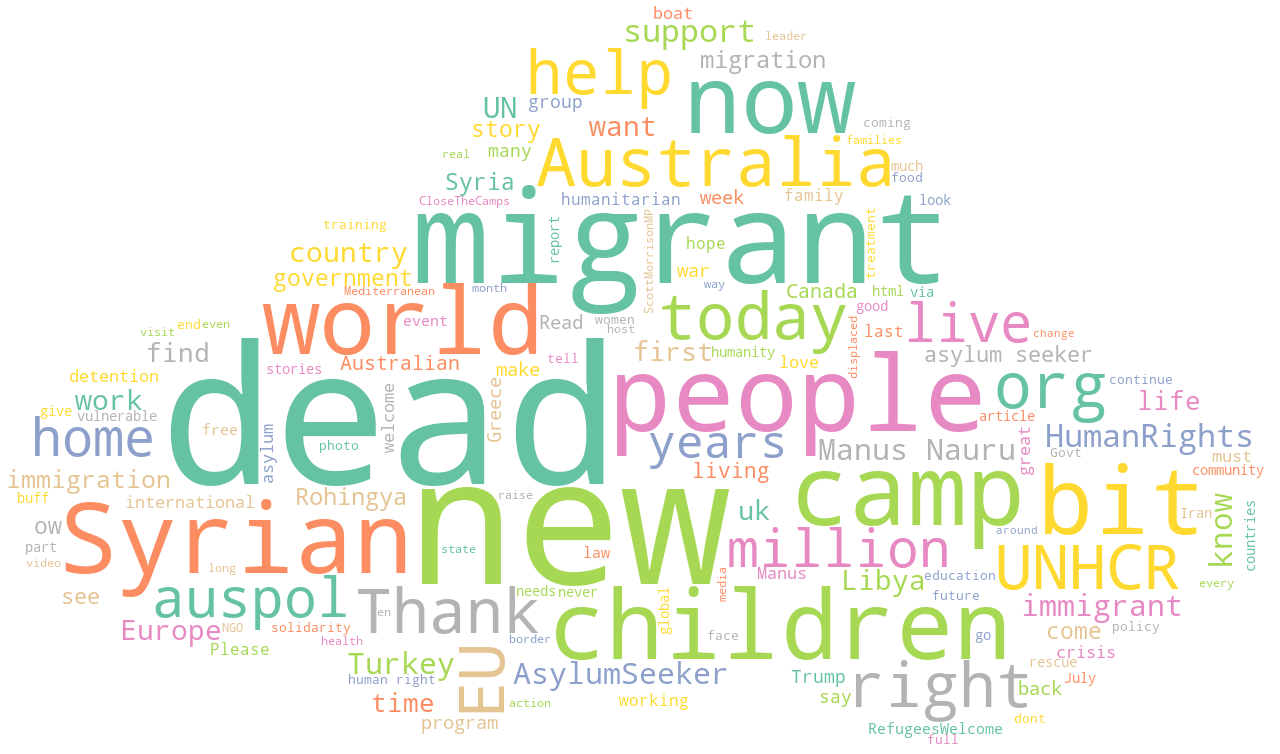 boat
support leader
help migration
now
UN group
story want coming
real many Australia families
much
Syria humanitarian week family food
CloseTheCamps migrant look
training report ScottMorrisonMP hope treatment
country war
government way
Mediterranean month Canada html via
world Read women today good live
visit end even event host last change
find Australian tell first humanity displaced asylum seeker
stories make love
detention dead people org continue
work welcome Greece life
give vulnerable article
home free photo asylum years Manus Nauru great HumanRights
Govt must
immigration living camp community
buff international Rohingya new raise bit know Iran
ow uk countries
part Syrian state law million around
video long UNHCR
media Manus Libya education every
see auspol Thank en needs never future immigrant
Europe NGO solidarity children global face go come policy
Please health border crisis
Turkey EU AsylumSeeker Trump right rescue
human right July
time action working say back
program dont
RefugeesWelcome
full